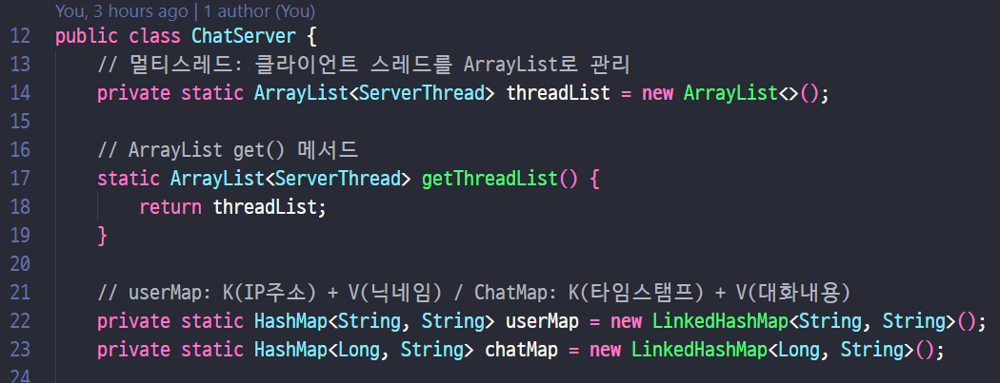 You, 3 hours ago | 1 author (You)
12 public class ChatServer {
13 // 멀티스레드: 클라이언트 스레드를 ArrayList로 관리
14 private static ArrayList<ServerThread> threadList = new ArrayList<>();
15
16 // ArrayList get() 메서드
17 static ArrayList<ServerThread> getThreadList() {
18 return threadList;
19 }
20
21 // userMap: K(IP주소) + V(닉네임) / ChatMap: K(타임스탬프) + V(대화내용)
22 private static HashMap<String, String> userMap = new LinkedHashMap<String, String>();
23 private static HashMap<Long, String> chatMap = new LinkedHashMap<Long, String>();
24